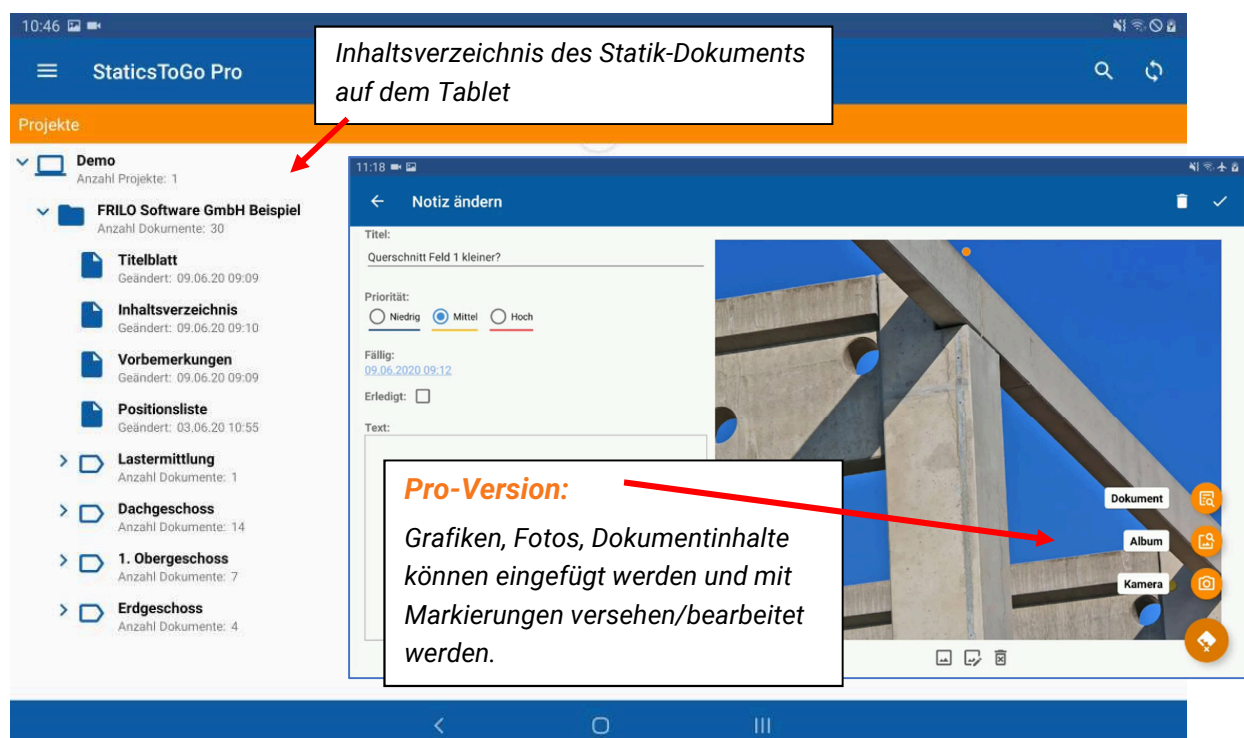 10:46
Inhaltsverzeichnis des Statik-Dokuments
auf dem Tablet
StaticsToGo Pro
Projekte
Demo
Anzahl Projekte: 1
FRILO Software GmbH Beispiel
Anzahl Dokumente: 30
Titelblatt
Geändert: 09.06.20 09:09
Inhaltsverzeichnis
Geändert: 09.06.20 09:10
Vorbemerkungen
Geändert: 09.06.20 09:09
Positionsliste
Geändert: 03.06.20 10:55
Lastermittlung
Anzahl Dokumente: 1
Dachgeschoss
Anzahl Dokumente: 14
1. Obergeschoss
Anzahl Dokumente: 7
Erdgeschoss
Anzahl Dokumente: 4
11:18
Notiz ändern
Titel:
Querschnitt Feld 1 kleiner?
Priorität:
Niedrig Mittel Hoch
Fällig:
09.06.2020 09:12
Erledigt:
Text:
Pro-Version:
Grafiken, Fotos, Dokumentinhalte
können eingefügt werden und mit
Markierungen versehen/bearbeitet
werden.
Dokument
Album
Kamera